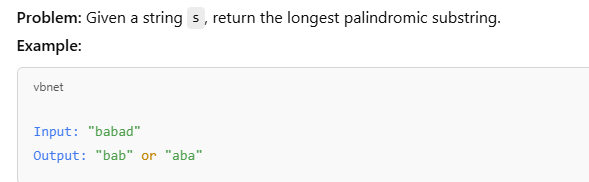 Problem: Given a string s, return the longest palindromic substring.
Example:
vbnet
Input: "babad"
Output: "bab" or "aba"